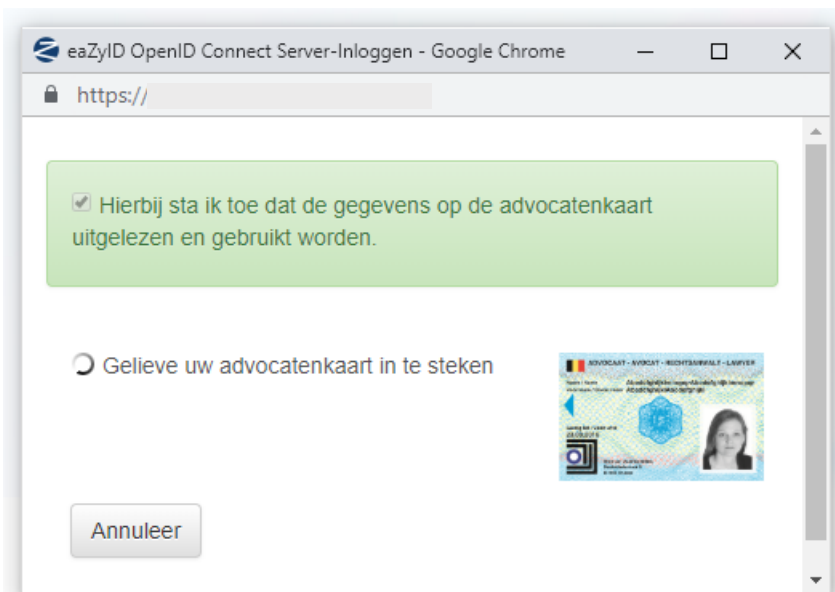 eaZyID OpenID Connect Server-Inloggen - Google Chrome
https://
Hierbij sta ik toe dat de gegevens op de advocatenkaart
uitgelezen en gebruikt worden.
Gelieve uw advocatenkaart in te steken
ADVOCAAT - AVOCAT - RECHTSANWALT - LAWYER
Annuleer